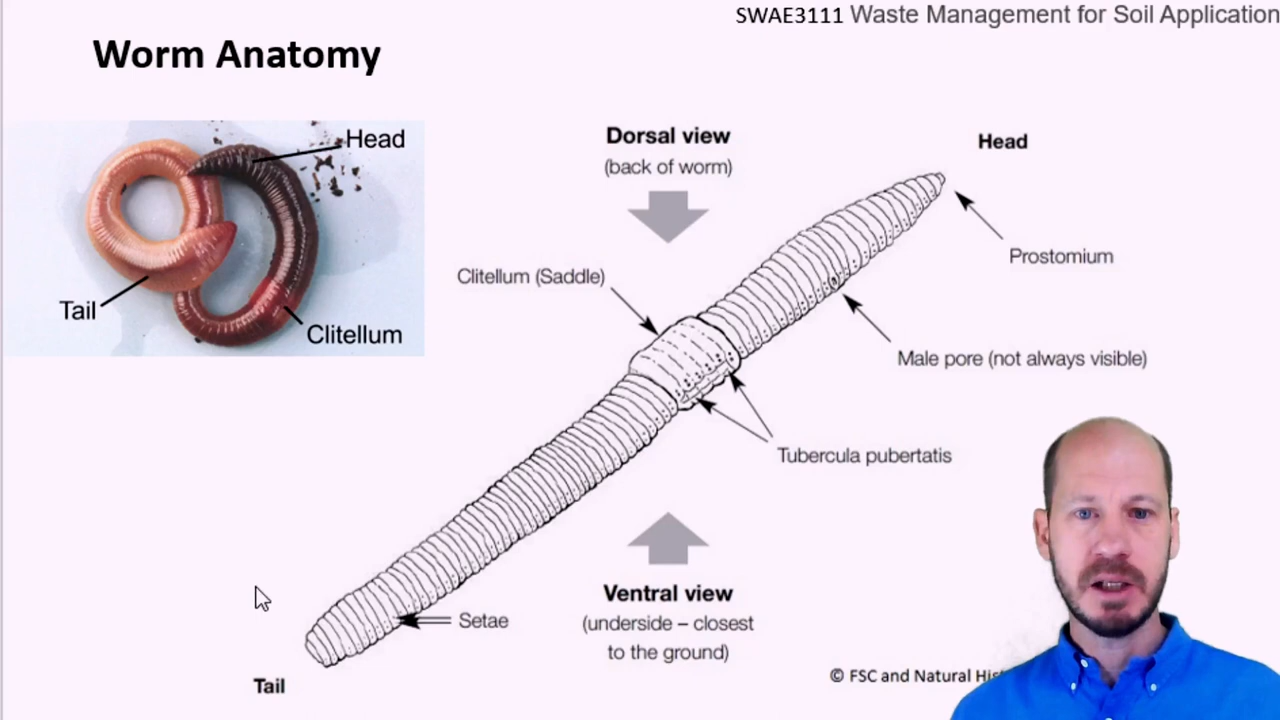 SWAE3111 Waste Management for Soil Application
Worm Anatomy
Head
Tail
Clitellum
Dorsal view
(back of worm)
Head
Prostomium
Clitellum (Saddle)
Male pore (not always visible)
Tubercula pubertatis
Ventral view
(underside – closest
to the ground)
Setae
Tail
© FSC and Natural